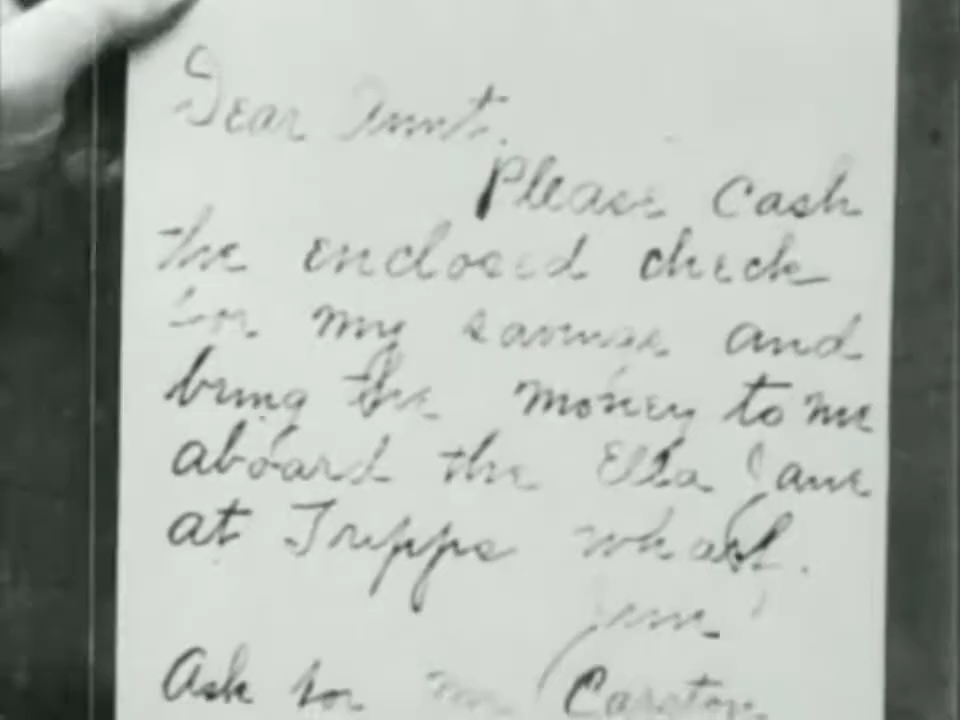 Dear Aunt,
Please Cash
the enclosed check
for my savings and
bring the money to me
aboard the Ella Jane
at Tripps wharf.
Ask for